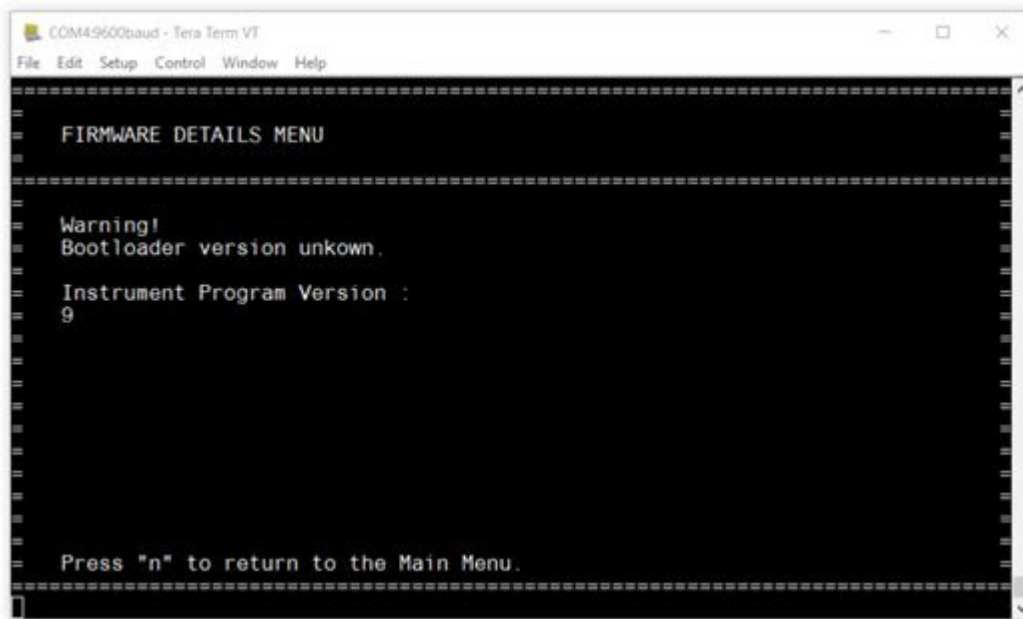 COM4:9600baud - Tera Term VT
File Edit Setup Control Window Help
FIRMWARE DETAILS MENU
Warning!
Bootloader version unkown.
Instrument Program Version :
9
Press "n" to return to the Main Menu.